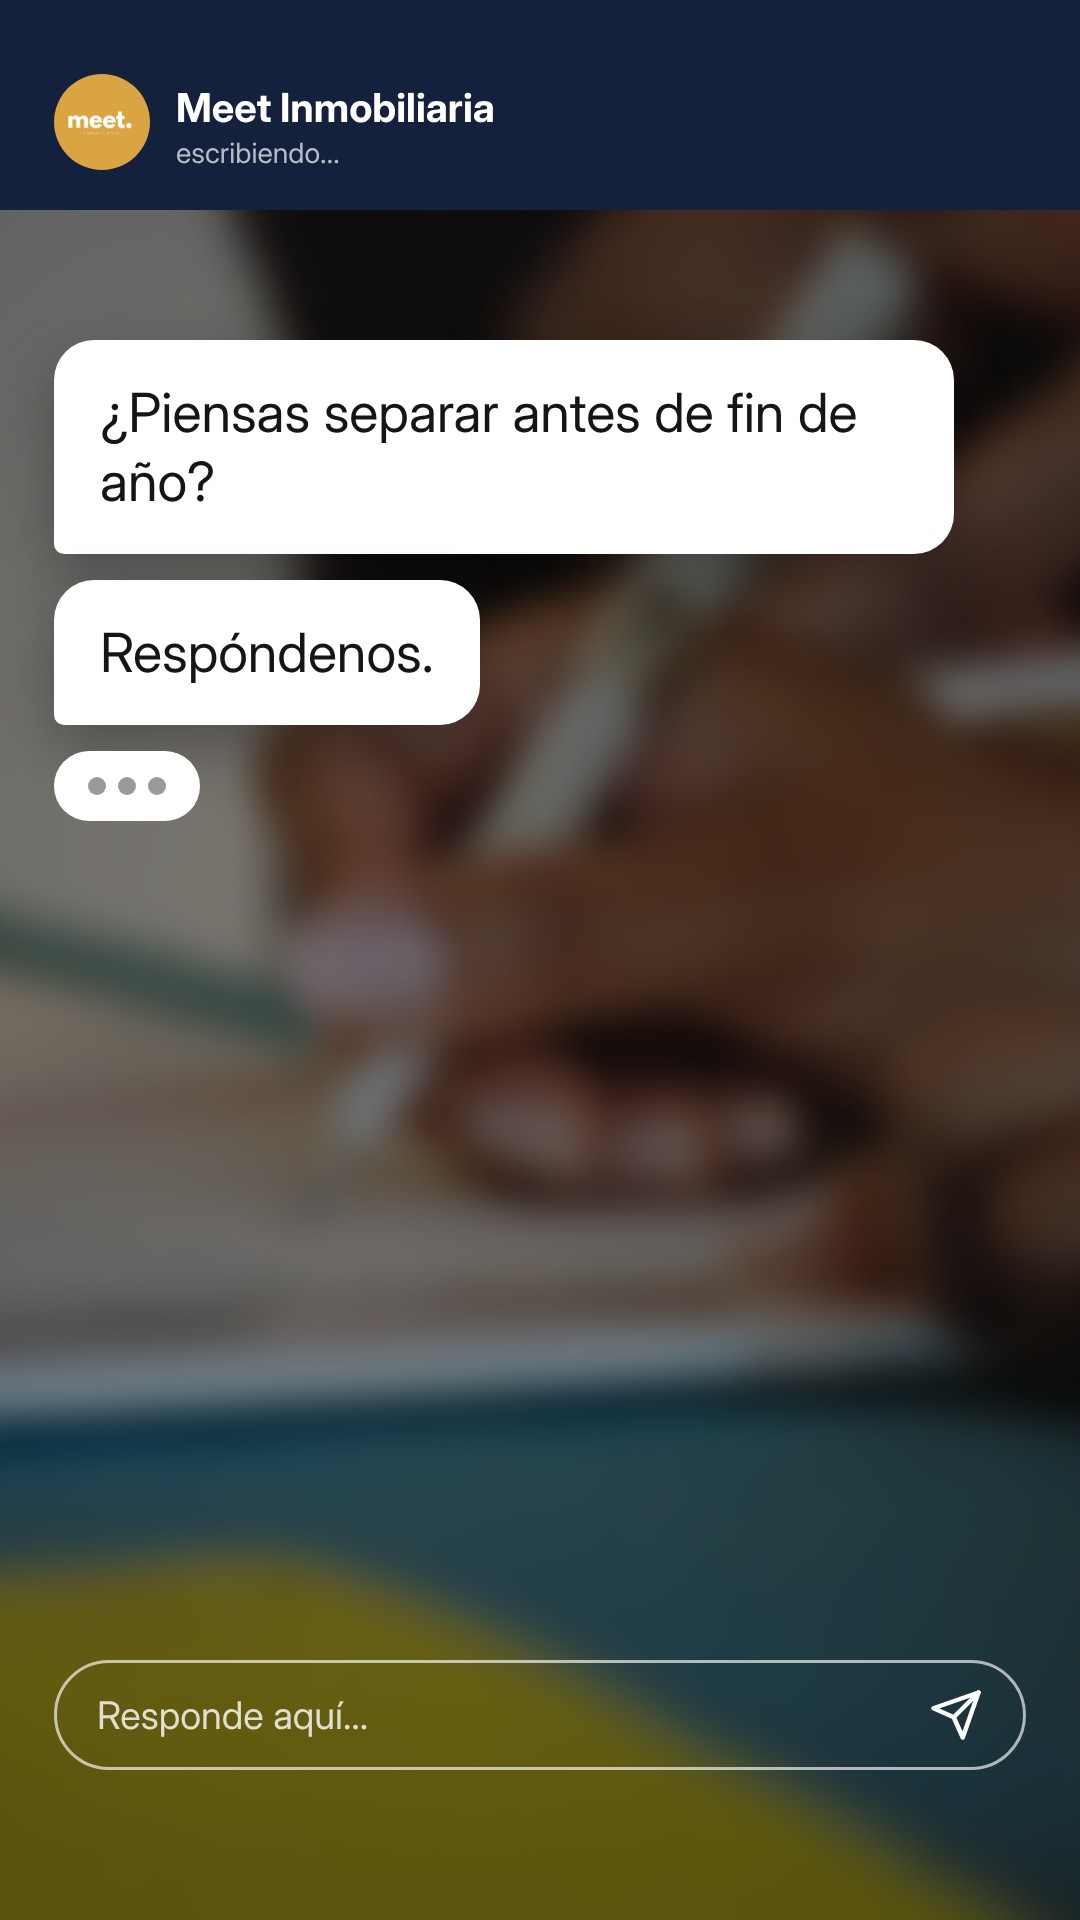 meet.
Meet Inmobiliaria
escribiendo...
¿Piensas separar antes de fin de
año?
Respóndenos.
Responde aquí...